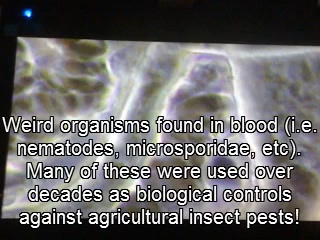 Weird organisms found in blood (i.e.
nematodes, microsporidae, etc).
Many of these were used over
decades as biological controls
against agricultural insect pests!